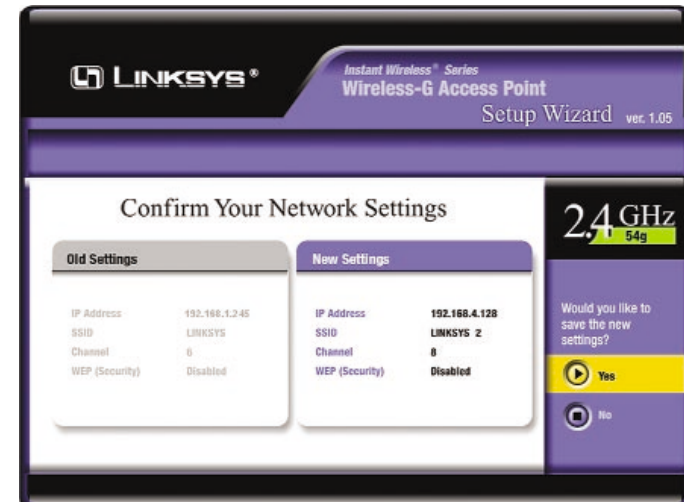 LINKSYS®
Instant Wireless® Series
Wireless-G Access Point
Setup Wizard ver. 1.05
Confirm Your Network Settings
2.4 GHz
54g
Old Settings
IP Address 192.168.1.245
SSID LINKSYS
Channel 6
WEP (Security) Disabled
New Settings
IP Address 192.168.4.128
SSID LINKSYS 2
Channel 8
WEP (Security) Disabled
Would you like to
save the new
settings?
Yes
No